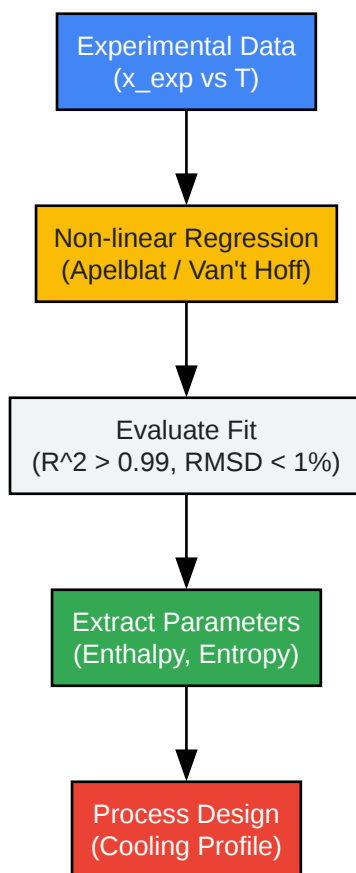 Experimental Data
(x_exp vs T)
Non-linear Regression
(Apelblat / Van't Hoff)
Evaluate Fit
(R^2 > 0.99, RMSD < 1%)
Extract Parameters
(Enthalpy, Entropy)
Process Design
(Cooling Profile)